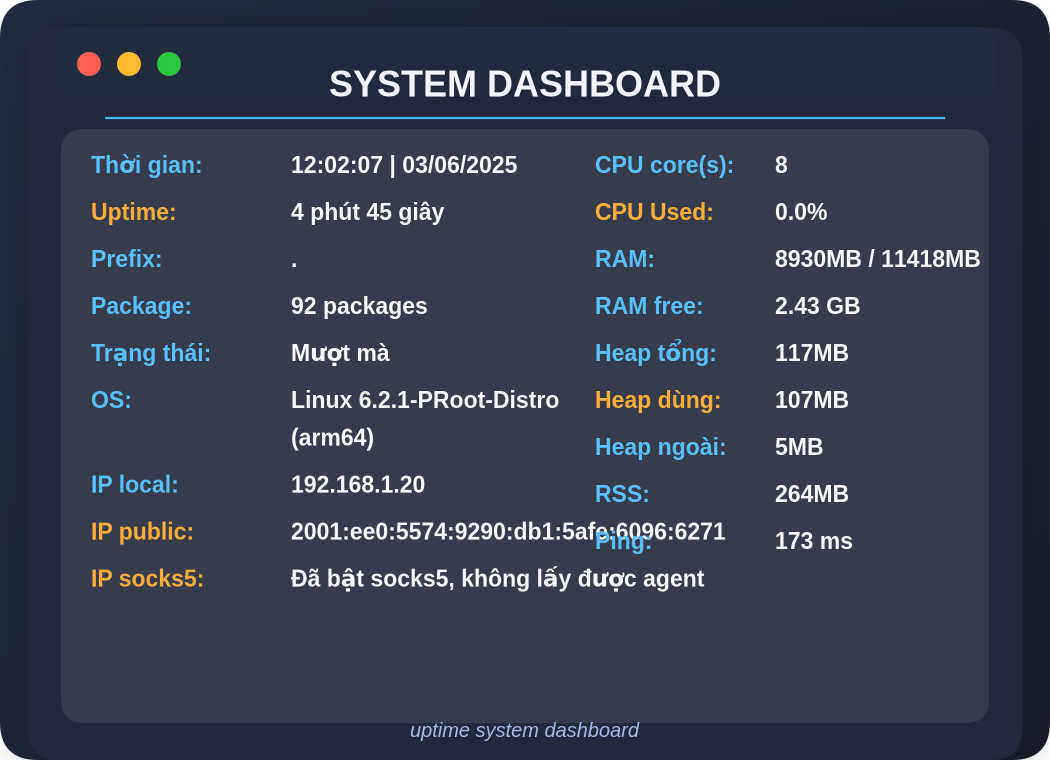 SYSTEM DASHBOARD
Thời gian: 12:02:07 | 03/06/2025
Uptime: 4 phút 45 giây
Prefix: .
Package: 92 packages
Trạng thái: Mượt mà
OS: Linux 6.2.1-PRoot-Distro
(arm64)
IP local: 192.168.1.20
IP public: 2001:ee0:5574:9290:db1:5afe:6096:6271
IP socks5: Đã bật socks5, không lấy được agent
CPU core(s): 8
CPU Used: 0.0%
RAM: 8930MB / 11418MB
RAM free: 2.43 GB
Heap tổng: 117MB
Heap dùng: 107MB
Heap ngoài: 5MB
RSS: 264MB
Ping: 173 ms
uptime system dashboard